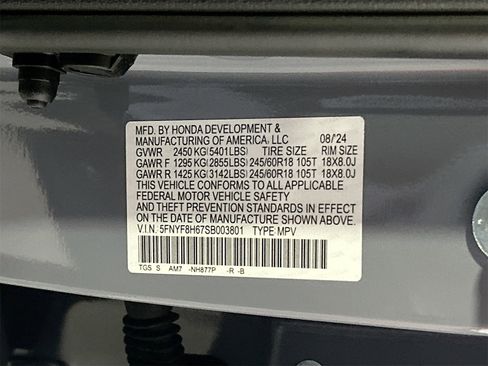 MFD. BY HONDA DEVELOPMENT &
MANUFACTURING OF AMERICA, LLC 08/24
GVWR 2450 KG(5401LBS) TIRE SIZE RIM SIZE
GAWR F 1295 KG(2855LBS) 245/60R18 105T 18X8.0J
GAWR R 1425 KG(3142LBS) 245/60R18 105T 18X8.0J
THIS VEHICLE CONFORMS TO ALL APPLICABLE
FEDERAL MOTOR VEHICLE SAFETY
AND THEFT PREVENTION STANDARDS IN EFFECT
ON THE DATE OF MANUFACTURE SHOWN ABOVE.
V.I.N. 5FNYF8H67SB003801 TYPE MPV
TGS S AM7 -NH877P -R -B